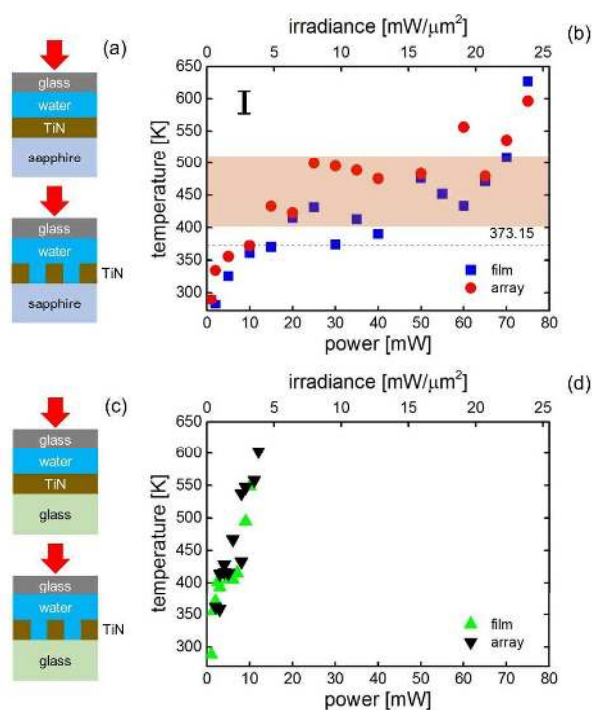 (a)
glass
water
TiN
sapphire
glass
water
TiN
sapphire
irradiance [mW/μm²]
(b)
0 5 10 15 20 25
650
600
550
500
450
400
350
300
temperature [K]
373.15
film
array
0 10 20 30 40 50 60 70 80
power [mW]
(c)
glass
water
TiN
glass
glass
water
TiN
glass
irradiance [mW/μm²]
(d)
0 5 10 15 20 25
650
600
550
500
450
400
350
300
temperature [K]
film
array
0 10 20 30 40 50 60 70 80
power [mW]